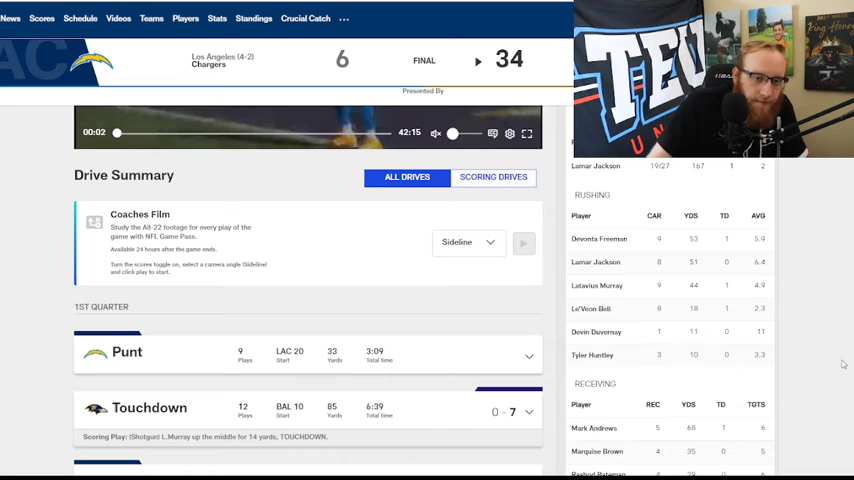 News Scores Schedule Videos Teams Players Stats Standings Crucial Catch ...
AC
Los Angeles (4-2)
Chargers
6
FINAL
34
Presented By
00:02
42:15
Drive Summary
ALL DRIVES
SCORING DRIVES
Coaches Film
Study the All-22 footage for every play of the
game with NFL Game Pass.
Available 24 hours after the game ends.
Turn the scores toggle on, select a camera angle (Sideline)
and click play to start.
Sideline
1ST QUARTER
Punt
9
Plays
LAC 20
Start
33
Yards
3:09
Total time
Touchdown
12
Plays
BAL 10
Start
85
Yards
6:39
Total time
0 - 7
Scoring Play: (Shotgun) L.Murray up the middle for 14 yards, TOUCHDOWN.
Lamar Jackson 19/27 167 1 2
RUSHING
Player CAR YDS TD AVG
Devonta Freeman 9 53 1 5.9
Lamar Jackson 8 51 0 6.4
Latavius Murray 9 44 1 4.9
Le'Veon Bell 8 18 1 2.3
Devin Duvernay 1 11 0 11
Tyler Huntley 3 10 0 3.3
RECEIVING
Player REC YDS TD TGTS
Mark Andrews 5 68 1 6
Marquise Brown 4 35 0 5
Rashod Bateman 4 29 0 6